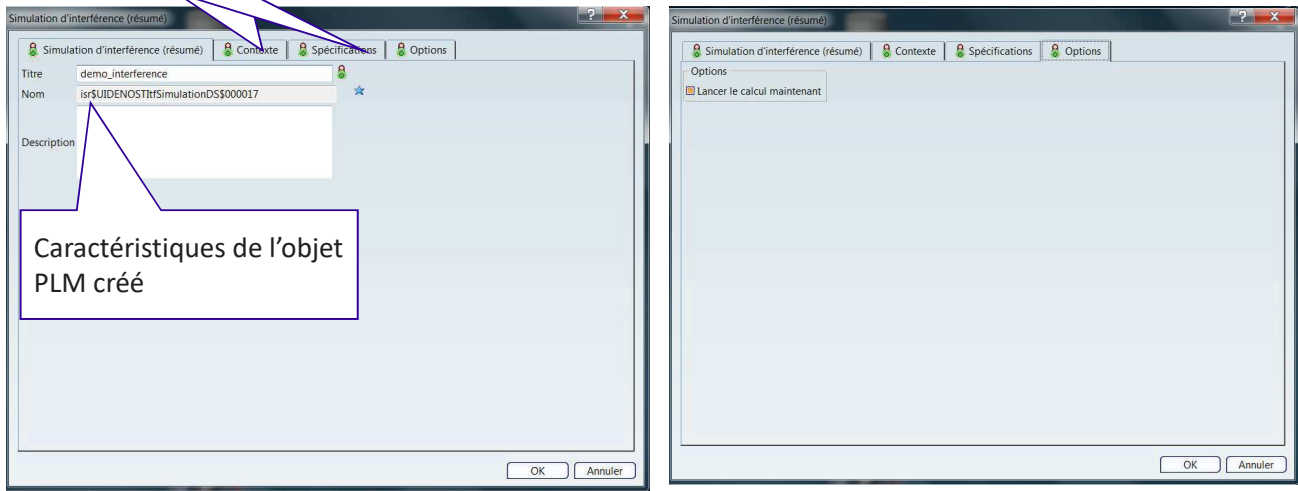 Simulation d'interférence (résumé)
Simulation d'interférence (résumé) Contexte Spécifications Options
Titre demo_interference
Nom isr$UIDENOSTItfSimulationDS$000017
Description
Caractéristiques de l’objet
PLM créé
OK Annuler
Simulation d'interférence (résumé)
Simulation d'interférence (résumé) Contexte Spécifications Options
Options
Lancer le calcul maintenant
OK Annuler